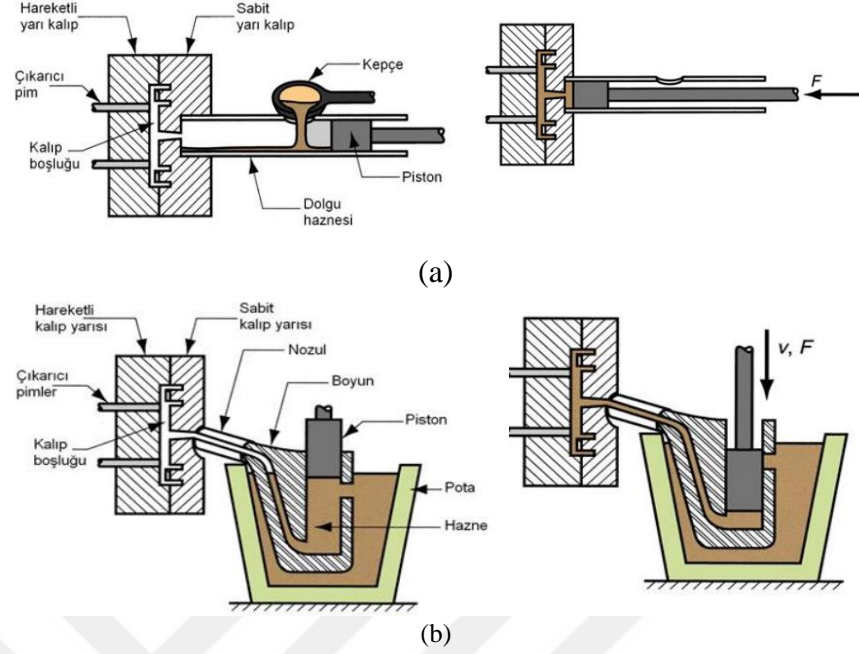 Hareketli
yarı kalıp
Sabit
yarı kalıp
Kepçe
Çıkarıcı
pim
Kalıp
boşluğu
Piston
Dolgu
haznesi
F
(a)
Hareketli
kalıp yarısı
Sabit
kalıp yarısı
Nozul
Çıkarıcı
pimler
Boyun
Piston
Kalıp
boşluğu
Pota
Hazne
v, F
(b)